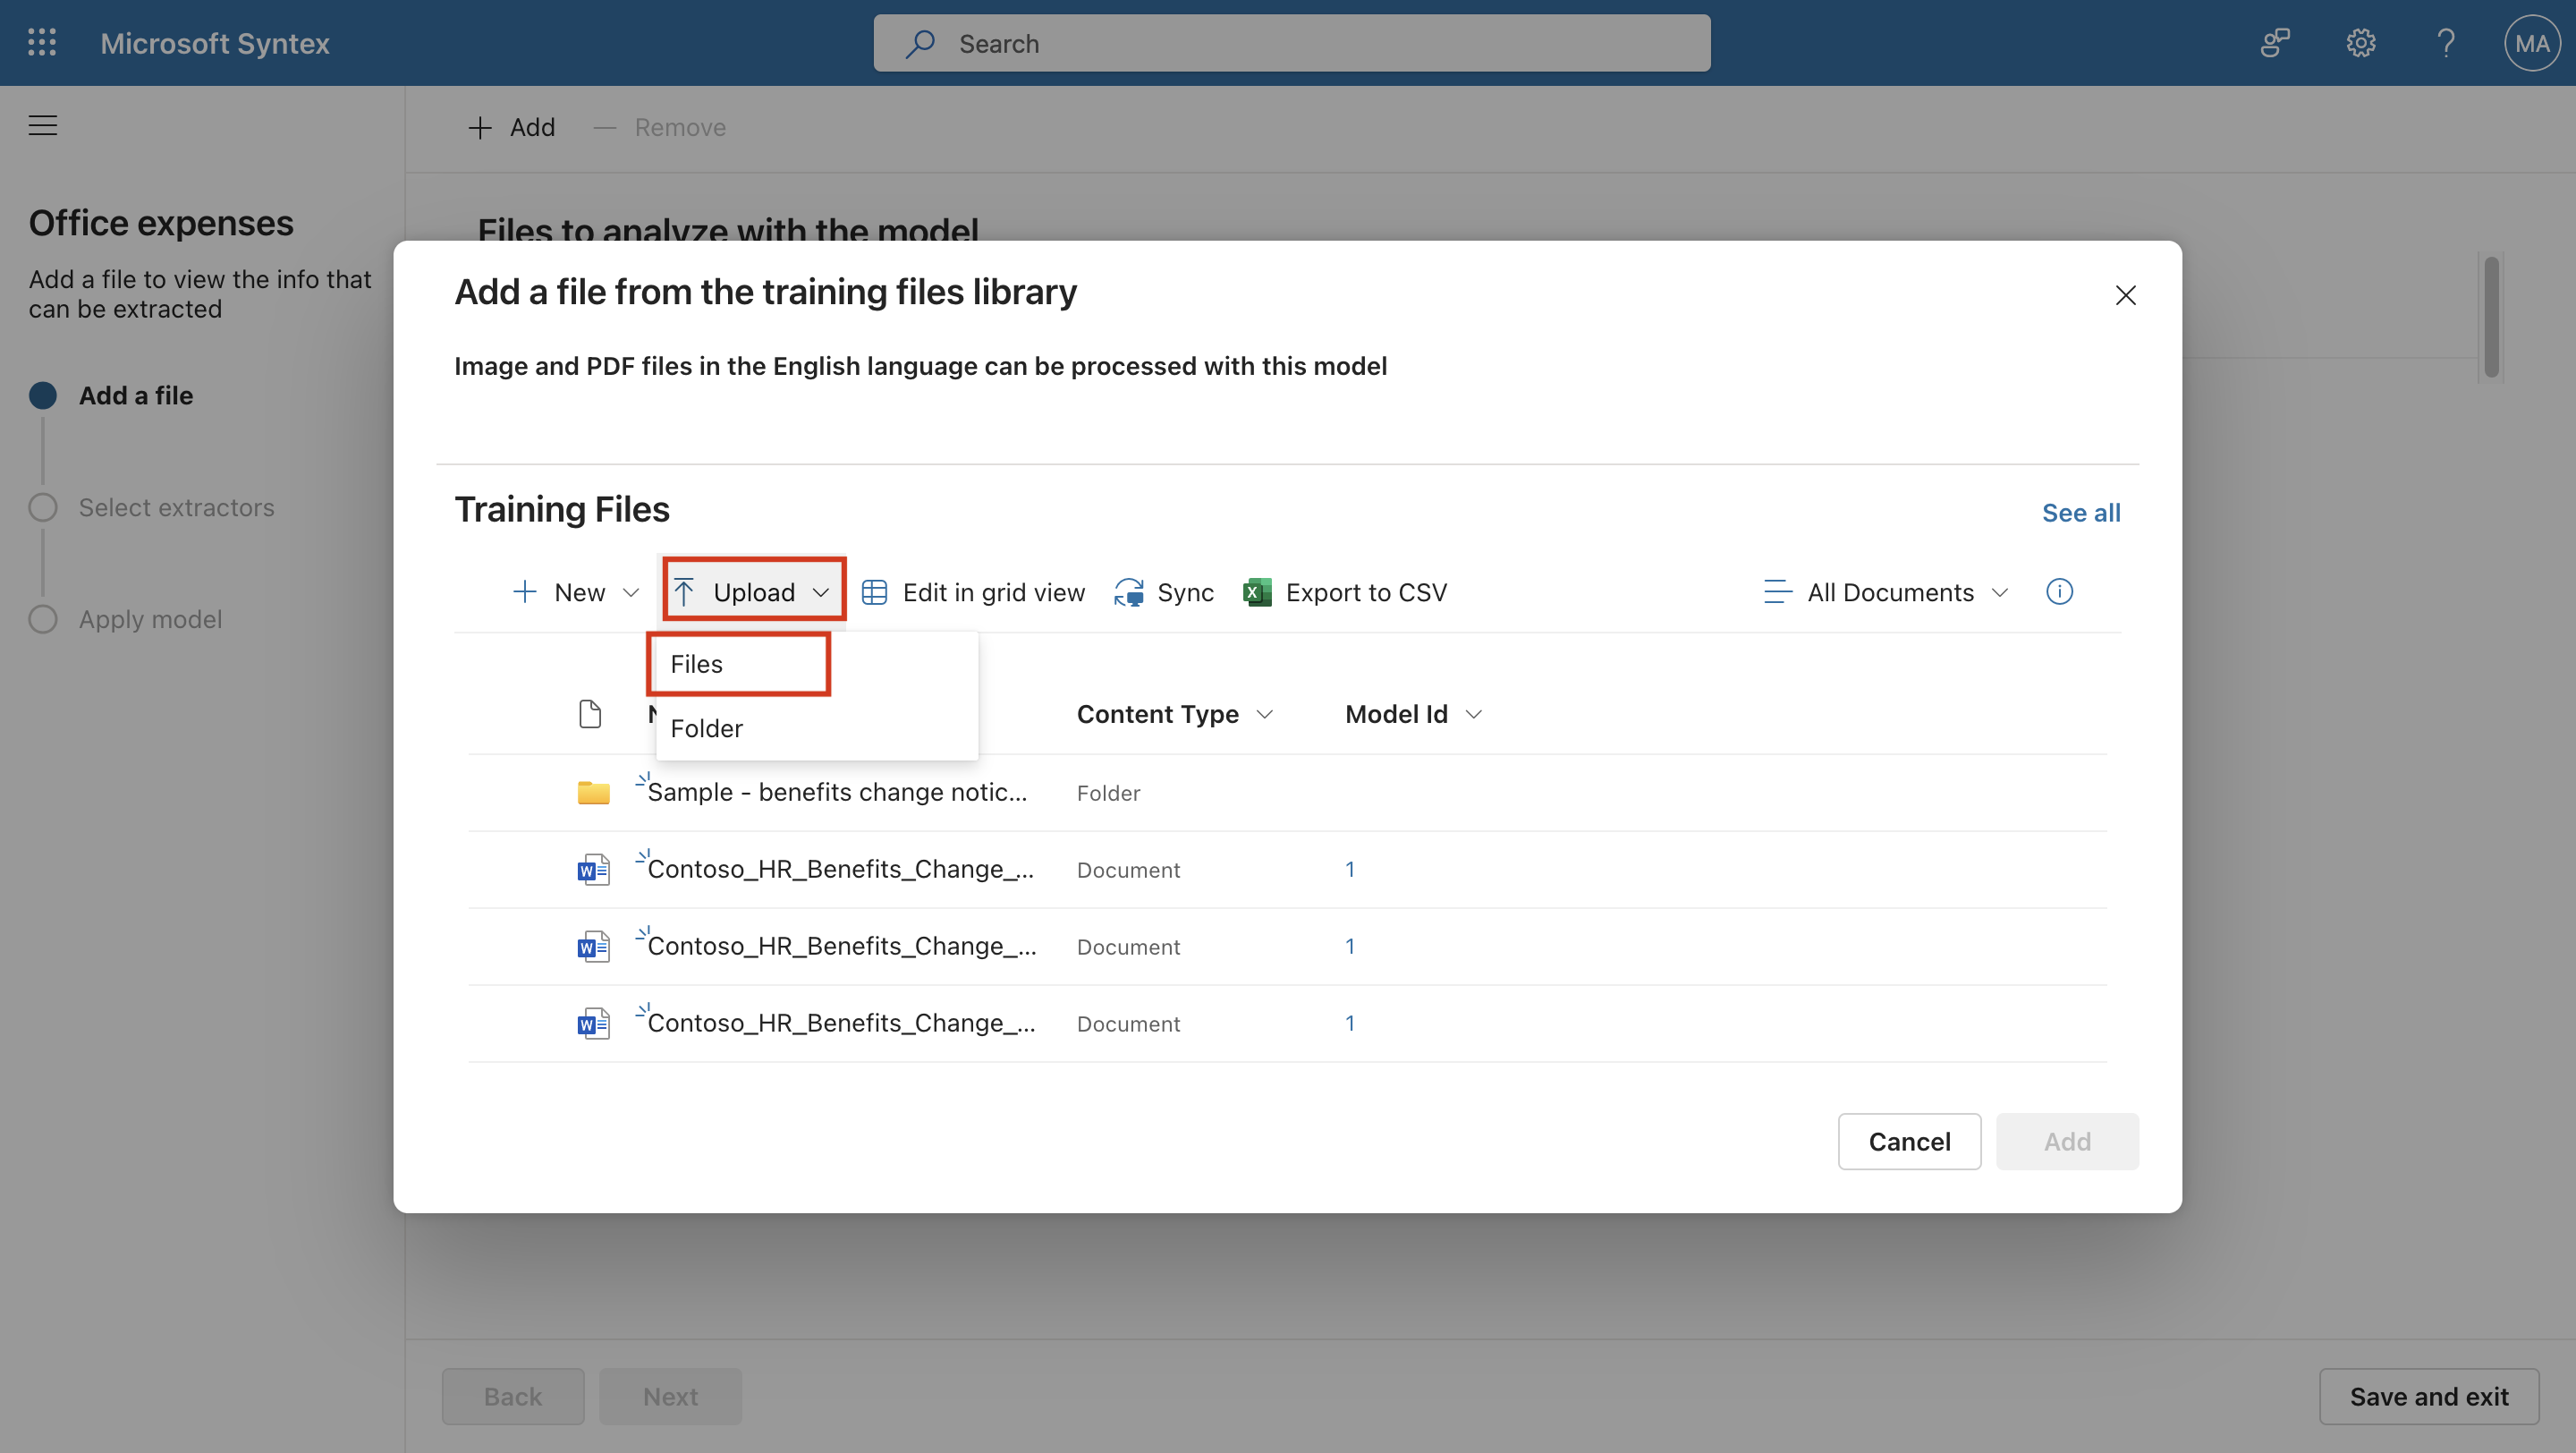 Microsoft Syntex
Search
MA
Add
Remove
Office expenses
Add a file to view the info that
can be extracted
Add a file
Select extractors
Apply model
Files to analyze with the model
Add a file from the training files library
Image and PDF files in the English language can be processed with this model
Training Files
See all
New
Upload
Edit in grid view
Sync
Export to CSV
All Documents
Files
Folder
Content Type
Model Id
Sample - benefits change notic...
Folder
Contoso_HR_Benefits_Change_...
Document
1
Contoso_HR_Benefits_Change_...
Document
1
Contoso_HR_Benefits_Change_...
Document
1
Cancel
Add
Back
Next
Save and exit